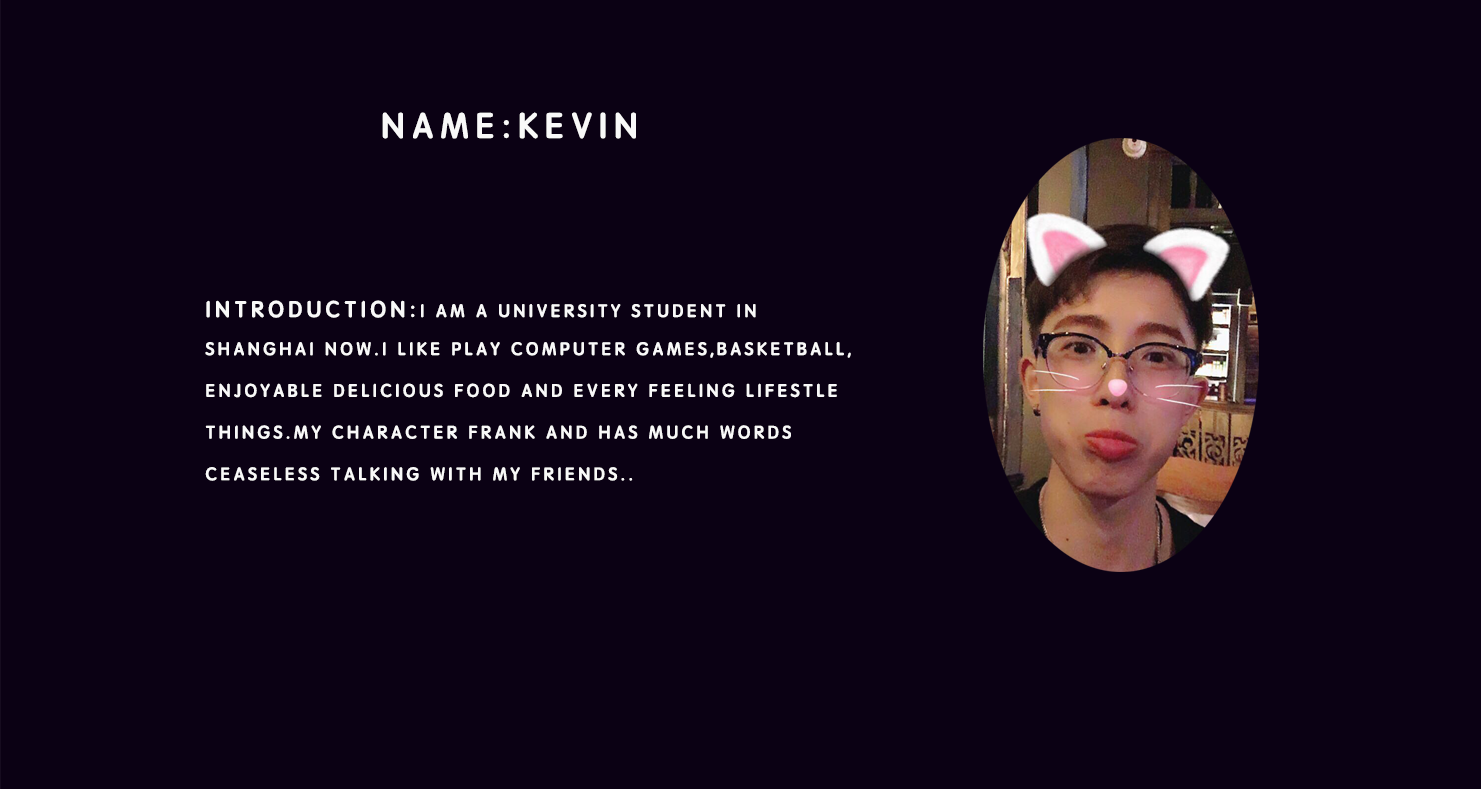 NAME:KEVIN
INTRODUCTION:I AM A UNIVERSITY STUDENT IN
SHANGHAI NOW.I LIKE PLAY COMPUTER GAMES,BASKETBALL,
ENJOYABLE DELICIOUS FOOD AND EVERY FEELING LIFESTLE
THINGS.MY CHARACTER FRANK AND HAS MUCH WORDS
CEASELESS TALKING WITH MY FRIENDS..